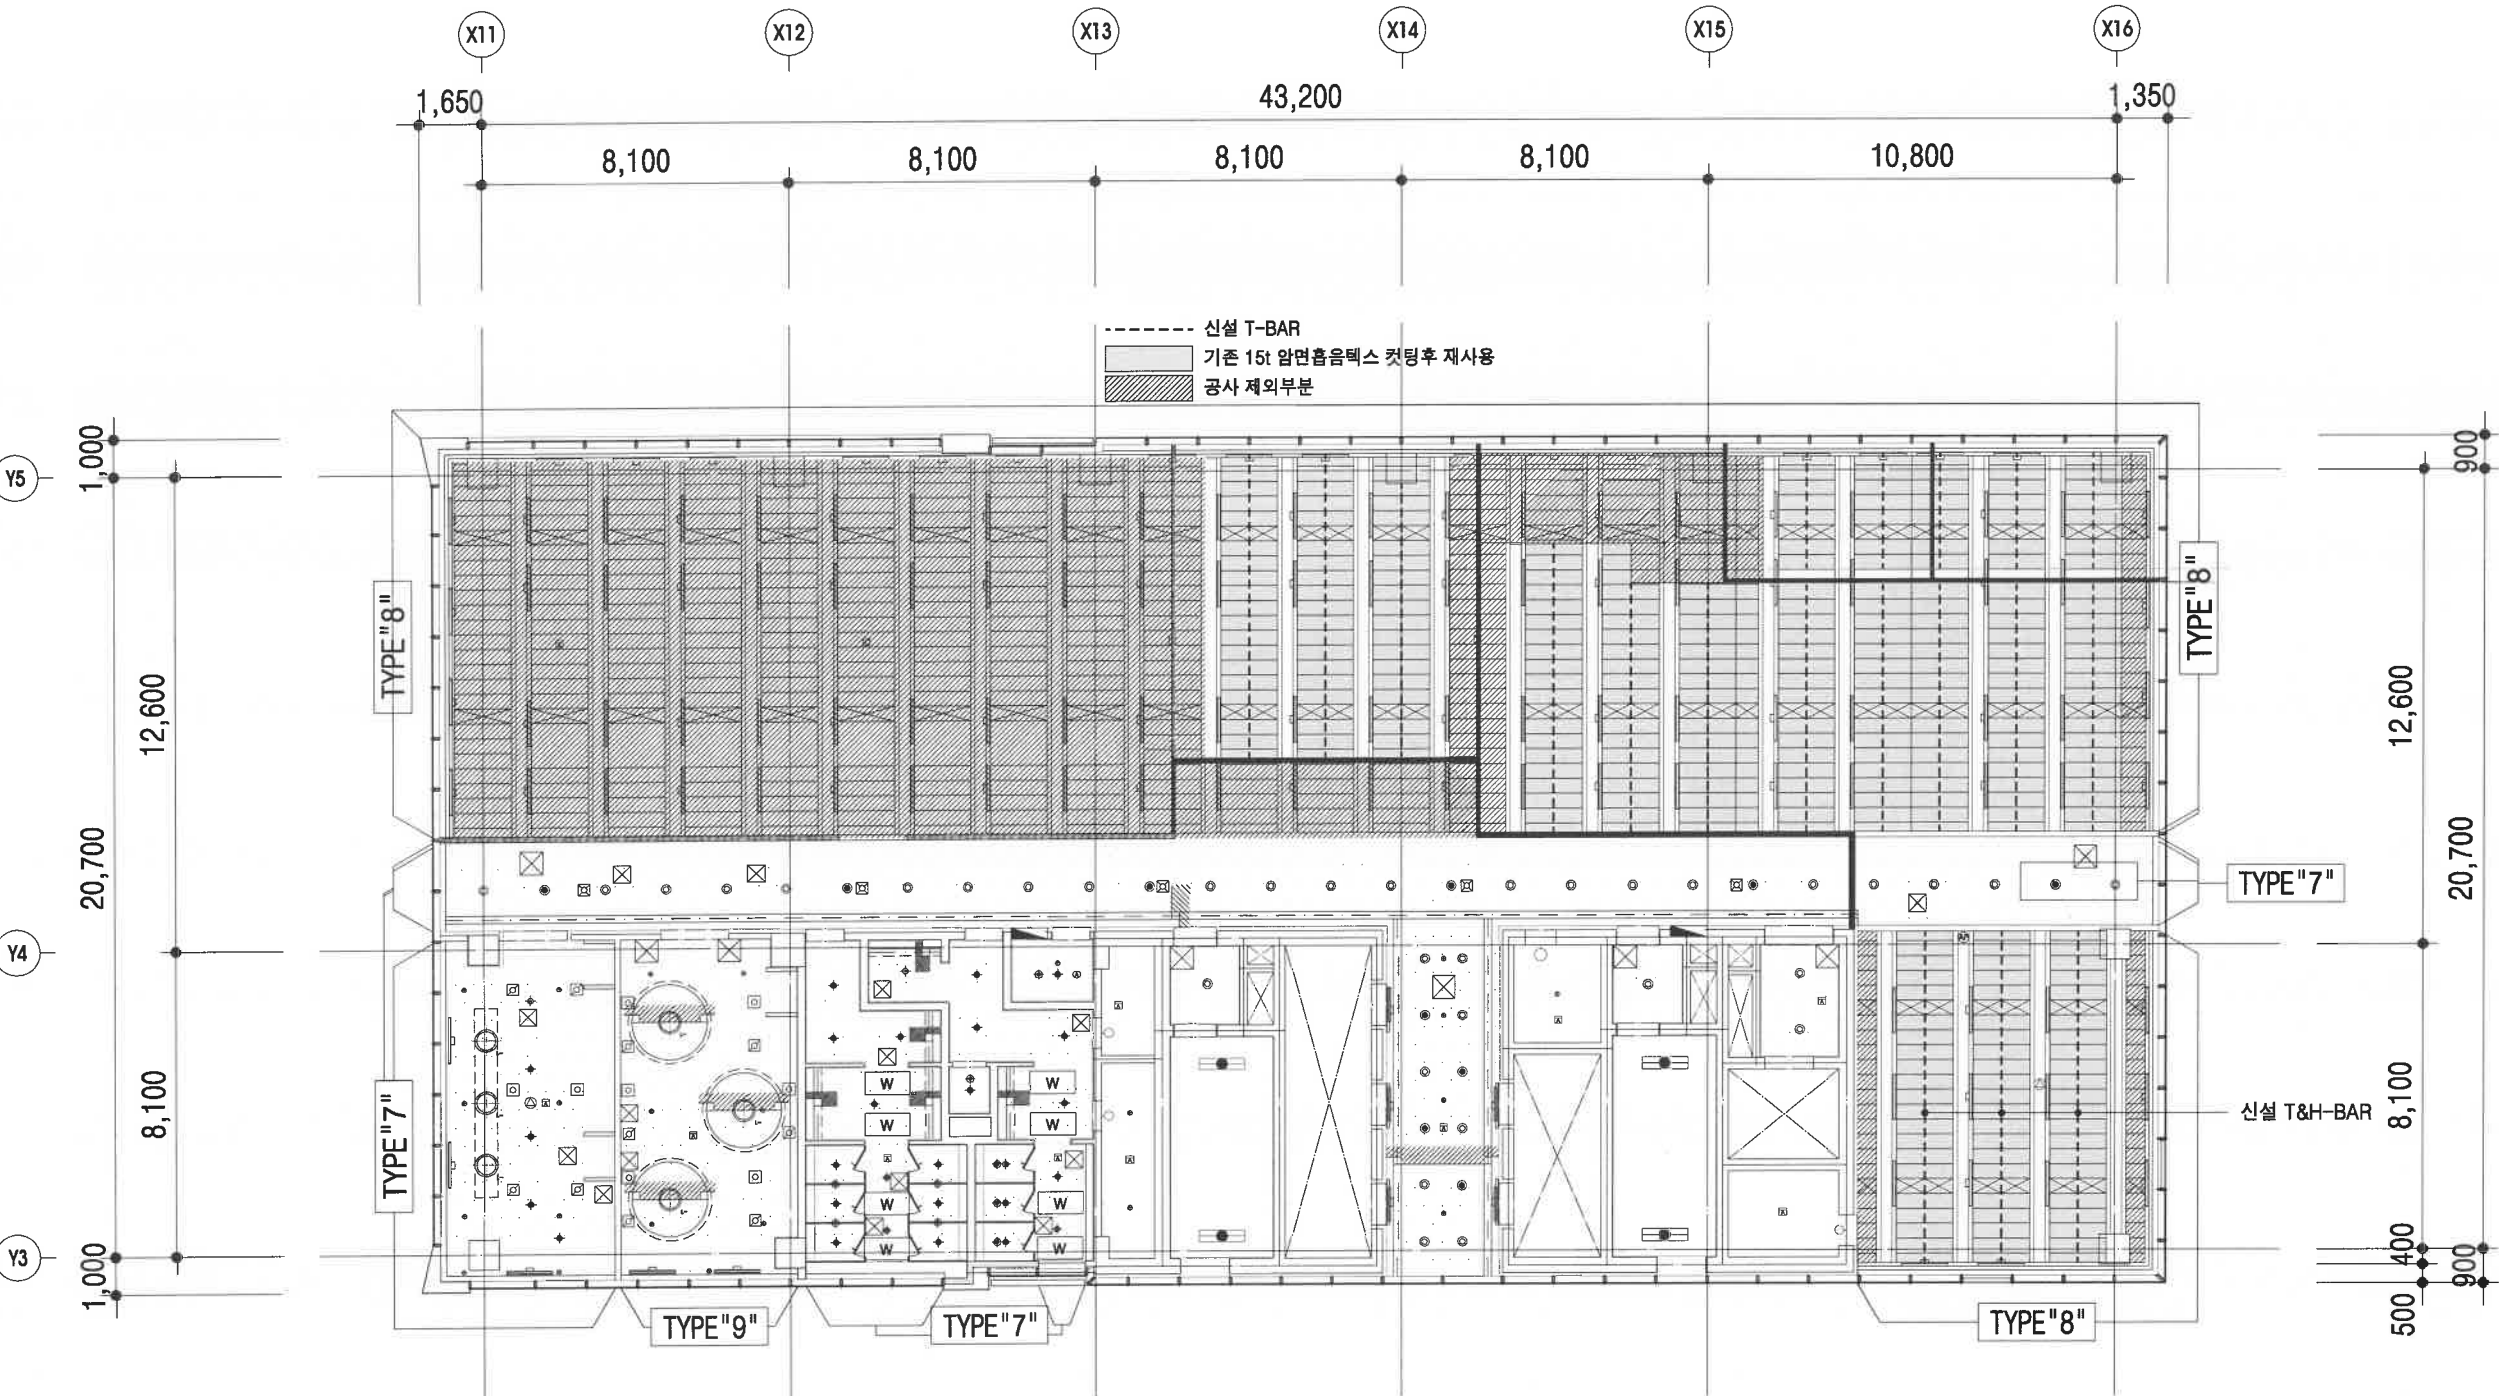 X11
X12
X13
X14
X15
X16
1,650
43,200
1,350
8,100
8,100
8,100
8,100
10,800
신설 T-BAR
기존 15t 암면흡음텍스 컷팅후 재사용
공사 제외부분
1,000
900
Y5
TYPE"8"
TYPE"8"
12,600
12,600
20,700
20,700
TYPE"7"
Y4
W
W
W
W
W
W
W
W
8,100
TYPE"7"
신설 T&H-BAR
8,100
Y3
1,000
400
900
500
TYPE"9"
TYPE"7"
TYPE"8"